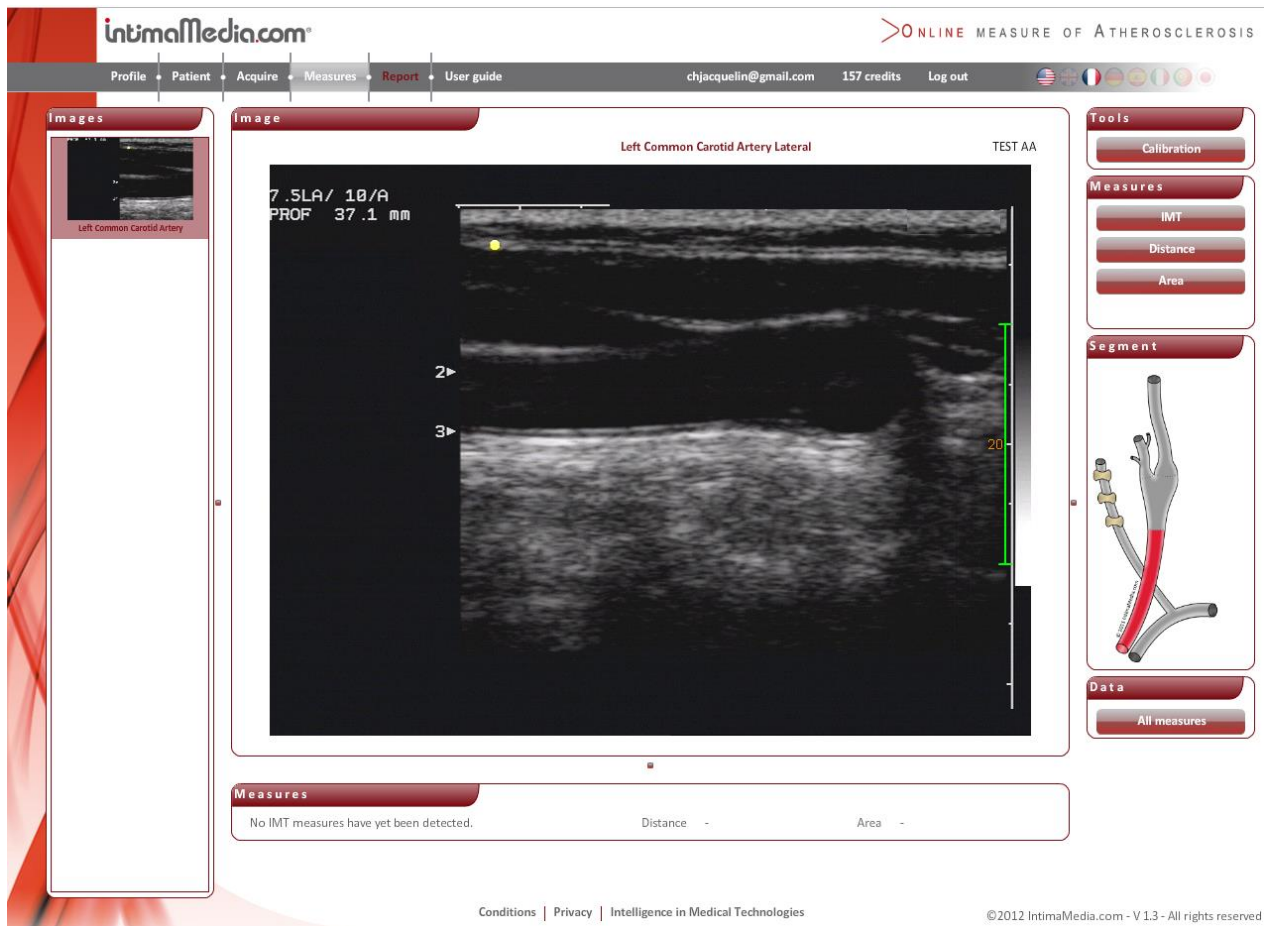 intimaMedia.com
>ONLINE MEASURE OF ATHEROSCLEROSIS
Profile Patient Acquire Measures Report User guide chjacquelin@gmail.com 157 credits Log out
Images
Left Common Carotid Artery
Image
Left Common Carotid Artery Lateral TEST AA
7.5LA/ 10/A
PROF 37.1 mm
2
3
20
Tools
Calibration
Measures
IMT
Distance
Area
Segment
Data
All measures
Measures
No IMT measures have yet been detected. Distance - Area -
Conditions | Privacy | Intelligence in Medical Technologies
©2012 IntimaMedia.com - V 1.3 - All rights reserved